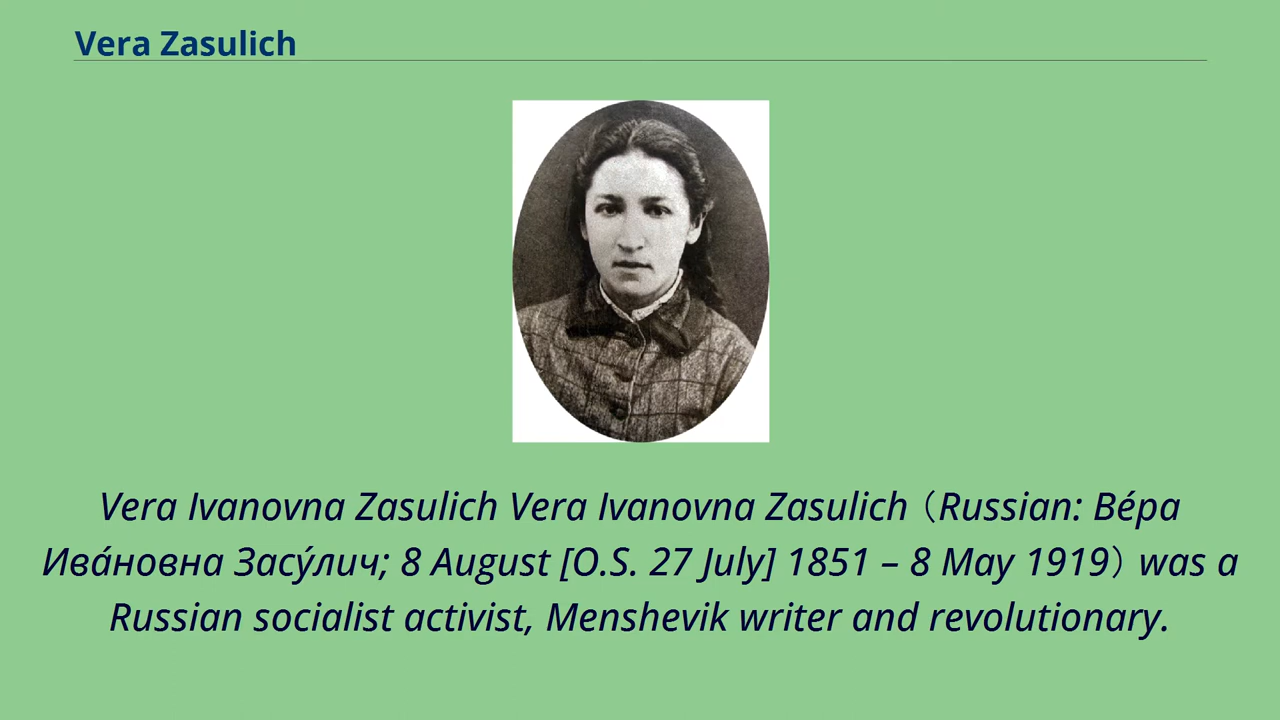 Vera Zasulich
Vera Ivanovna Zasulich Vera Ivanovna Zasulich （Russian: Ве́ра
Ива́новна Засу́лич; 8 August [O.S. 27 July] 1851 – 8 May 1919） was a
Russian socialist activist, Menshevik writer and revolutionary.